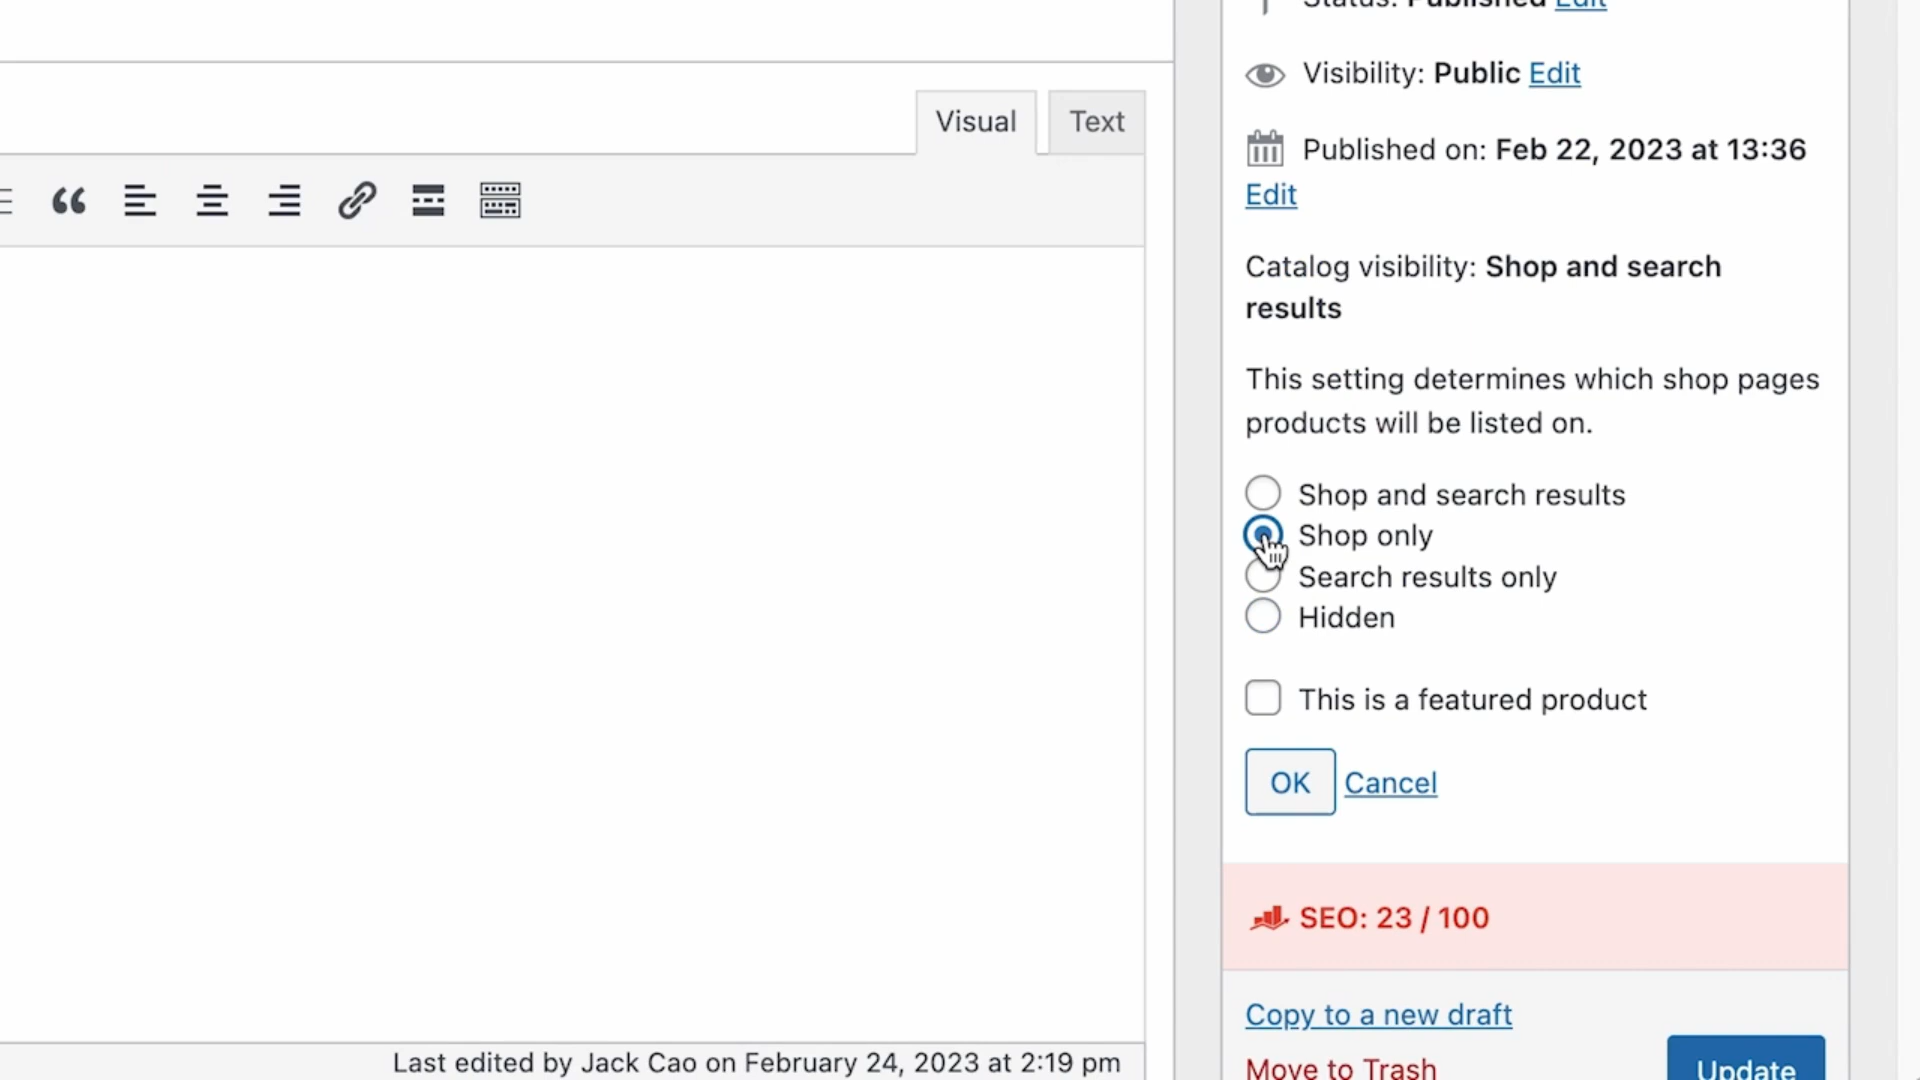 Status: Published Edit
Visibility: Public Edit
Visual Text
Published on: Feb 22, 2023 at 13:36
Edit
Catalog visibility: Shop and search
results
This setting determines which shop pages
products will be listed on.
Shop and search results
Shop only
Search results only
Hidden
This is a featured product
OK Cancel
SEO: 23 / 100
Copy to a new draft
Last edited by Jack Cao on February 24, 2023 at 2:19 pm
Move to Trash
Update